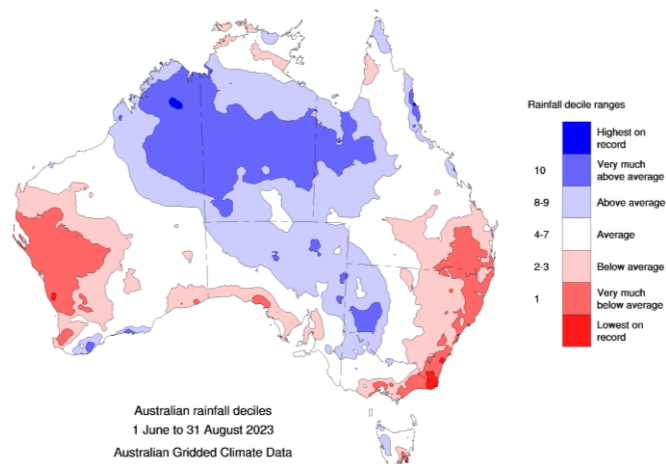 Rainfall decile ranges
Highest on
record
10 Very much
above average
8-9 Above average
4-7 Average
2-3 Below average
1 Very much
below average
Lowest on
record
Australian rainfall deciles
1 June to 31 August 2023
Australian Gridded Climate Data